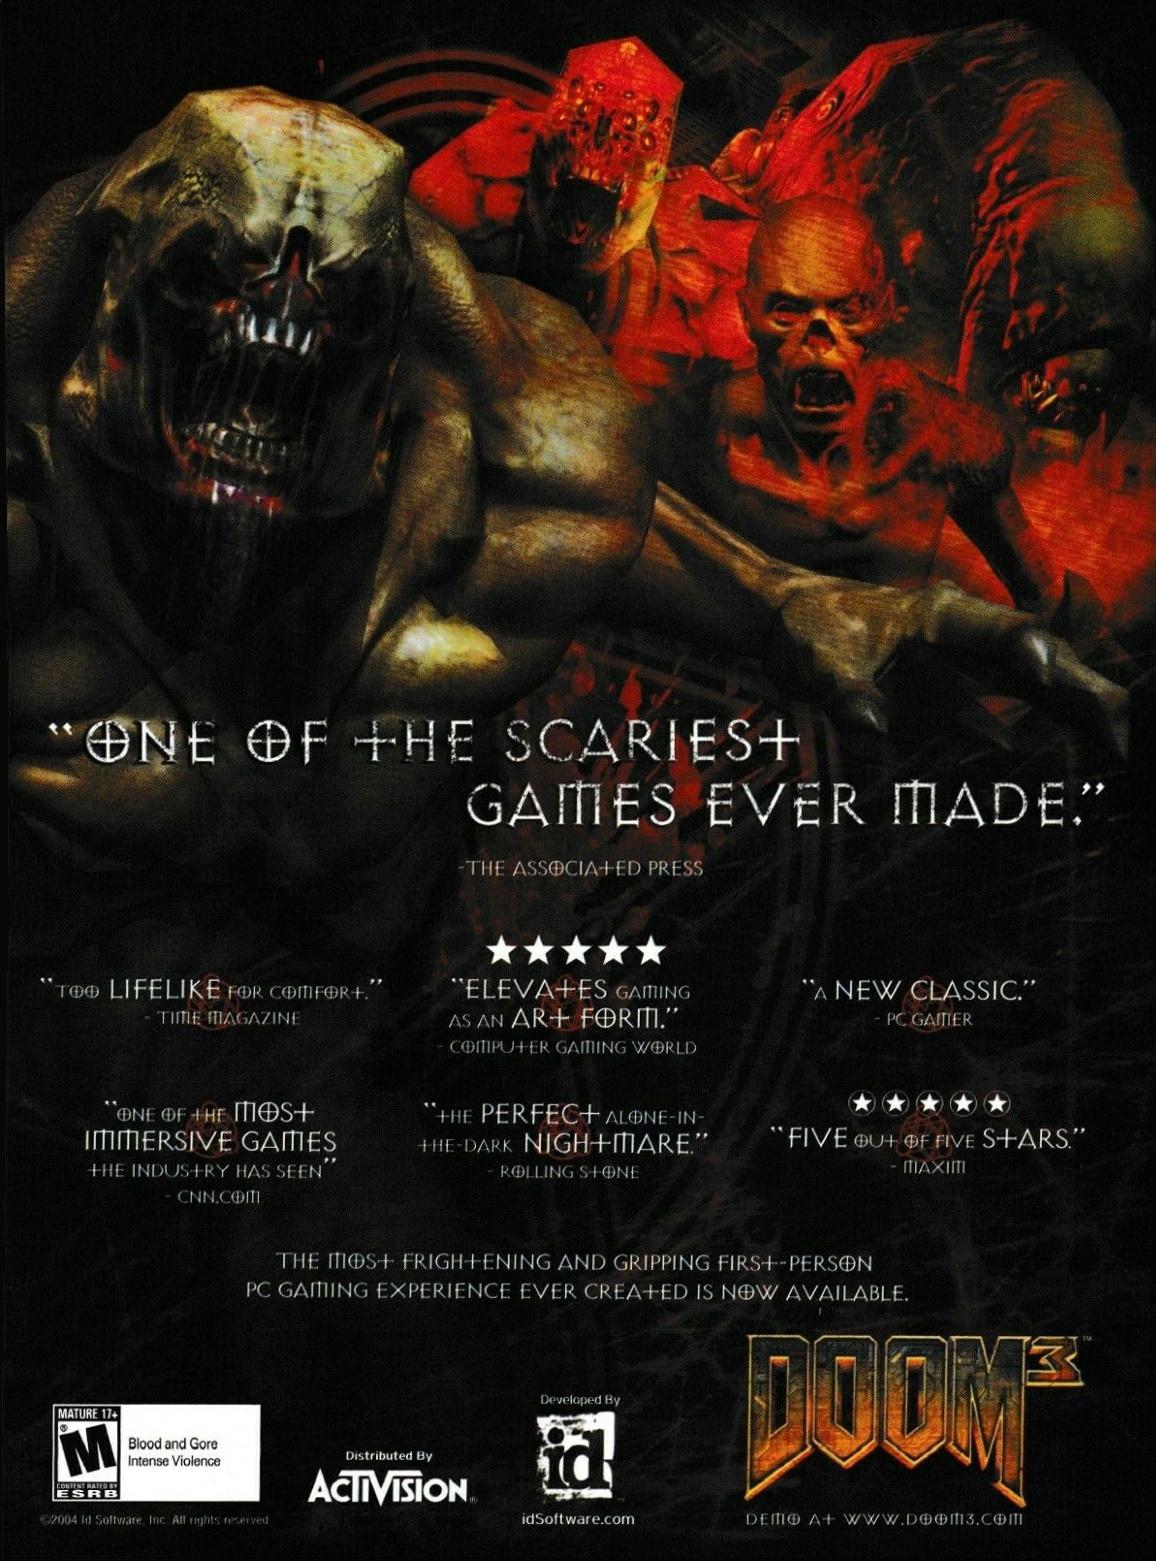 “ONE OF THE SCARIEST
GAMES EVER MADE.”
-THE ASSOCIATED PRESS
“TOO LIFELIKE FOR COMFORT.”
- TIME MAGAZINE
“ELEVATES GAMING
AS AN ART FORM.”
- COMPUTER GAMING WORLD
“A NEW CLASSIC.”
- PC GAMER
“ONE OF THE MOST
IMMERSIVE GAMES
THE INDUSTRY HAS SEEN”
- CNN.COM
“THE PERFECT ALONE-IN-
THE-DARK NIGHTMARE.”
- ROLLING STONE
“FIVE OUT OF FIVE STARS.”
- MAXIM
THE MOST FRIGHTENING AND GRIPPING FIRST-PERSON
PC GAMING EXPERIENCE EVER CREATED IS NOW AVAILABLE.
MATURE 17+
M®
CONTENT RATED BY
ESRB
Blood and Gore
Intense Violence
©2004 Id Software, Inc. All rights reserved
Distributed By
ACTIVISION®
Developed By
id
idSoftware.com
DOOM3™
DEMO AT WWW.DOOM3.COM